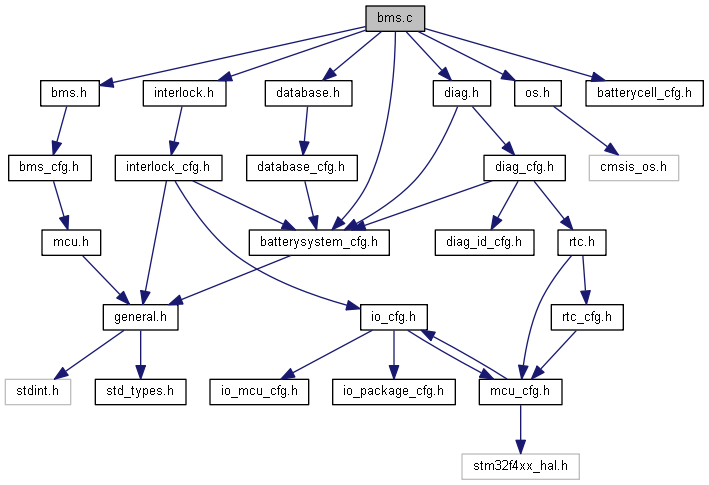 bms.c
bms.h
interlock.h
database.h
diag.h
os.h
batterycell_cfg.h
bms_cfg.h
interlock_cfg.h
database_cfg.h
diag_cfg.h
cmsis_os.h
mcu.h
batterysystem_cfg.h
diag_id_cfg.h
rtc.h
general.h
io_cfg.h
rtc_cfg.h
stdint.h
std_types.h
io_mcu_cfg.h
io_package_cfg.h
mcu_cfg.h
stm32f4xx_hal.h